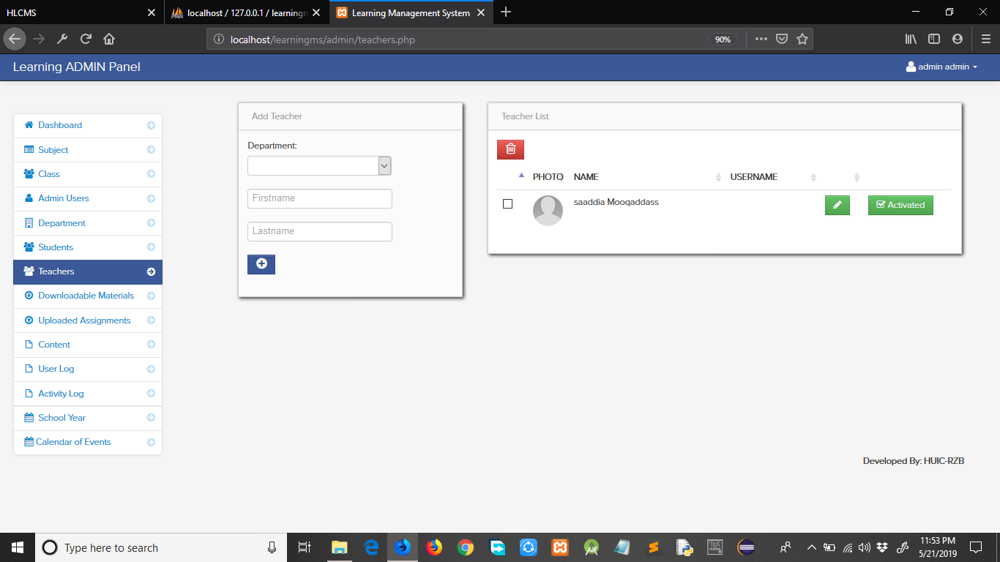 HLCMS
localhost / 127.0.0.1 / learningm
Learning Management System
localhost/learningms/admin/teachers.php
90%
Learning ADMIN Panel
admin admin
Dashboard
Subject
Class
Admin Users
Department
Students
Teachers
Downloadable Materials
Uploaded Assignments
Content
User Log
Activity Log
School Year
Calendar of Events
Add Teacher
Department:
Firstname
Lastname
Teacher List
PHOTO NAME USERNAME
saaddia Mooqaddass
Activated
Developed By: HUIC-RZB
Type here to search
TEX
MAKER
11:53 PM
5/21/2019